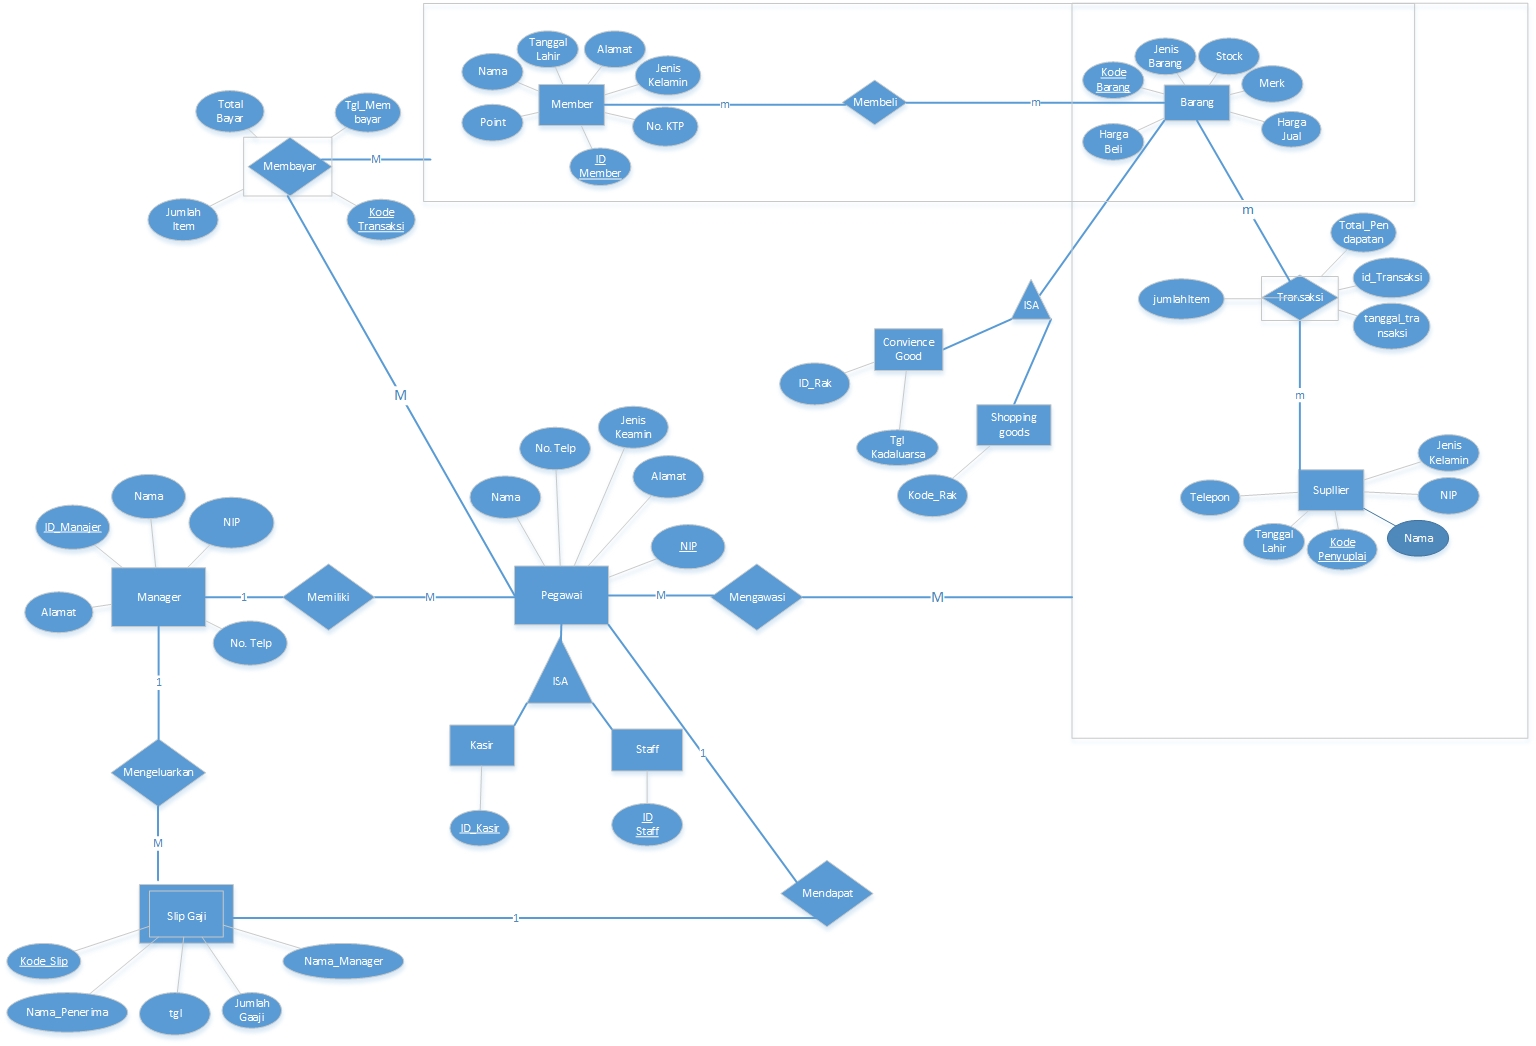 Tanggal
Lahir
Alamat
Nama
Jenis
Kelamin
Member
Point
No. KTP
ID
Member
m
Membeli
m
Jenis
Barang
Stock
Kode
Barang
Merk
Barang
Harga
Beli
Harga
Jual
Total
Bayar
Tgl_Mem
bayar
Membayar
M
Jumlah
Item
Kode
Transaksi
m
Total_Pen
dapatan
id_Transaksi
jumlahItem
Transaksi
tanggal_tra
nsaksi
ISA
Convience
Good
ID_Rak
Shopping
goods
Tgl
Kadaluarsa
Kode_Rak
m
M
Jenis
Kelamin
Supllier
Telepon
NIP
Tanggal
Lahir
Kode
Penyuplai
Nama
Jenis
Keamin
No. Telp
Alamat
Nama
NIP
Nama
ID_Manajer
NIP
Manager
1
Memiliki
M
Pegawai
M
Mengawasi
M
Alamat
No. Telp
1
ISA
Kasir
Staff
1
Mengeluarkan
ID_Kasir
ID
Staff
M
Mendapat
Slip Gaji
1
Kode_Slip
Nama_Manager
Nama_Penerima
tgl
Jumlah
Gaaji